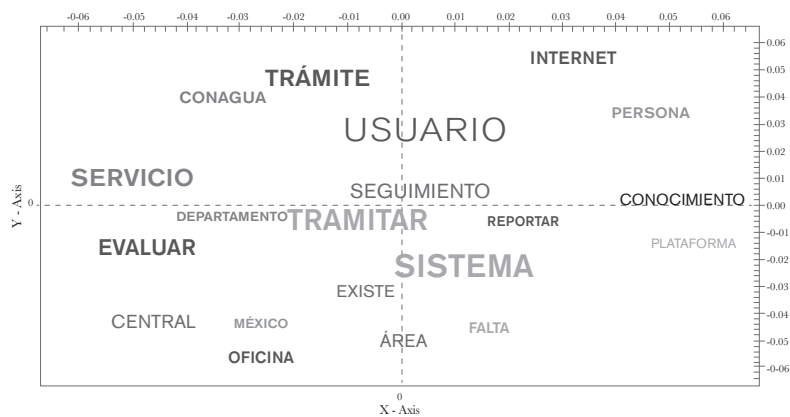 -0.06 -0.04 -0.03 -0.02 -0.01 0.00 0.01 0.02 0.03 0.04 0.05 0.06
0.06
INTERNET
0.05
TRÁMITE
CONAGUA
0.04
PERSONA
0.03
USUARIO
0.02
0.01
SERVICIO
SEGUIMIENTO
CONOCIMIENTO
Y - Axis
0
0.00
DEPARTAMENTO
TRAMITAR
REPORTAR
-0.01
EVALUAR
PLATAFORMA
-0.02
SISTEMA
-0.03
EXISTE
-0.04
CENTRAL
MÉXICO
FALTA
ÁREA
-0.05
OFICINA
-0-06
0
X - Axis